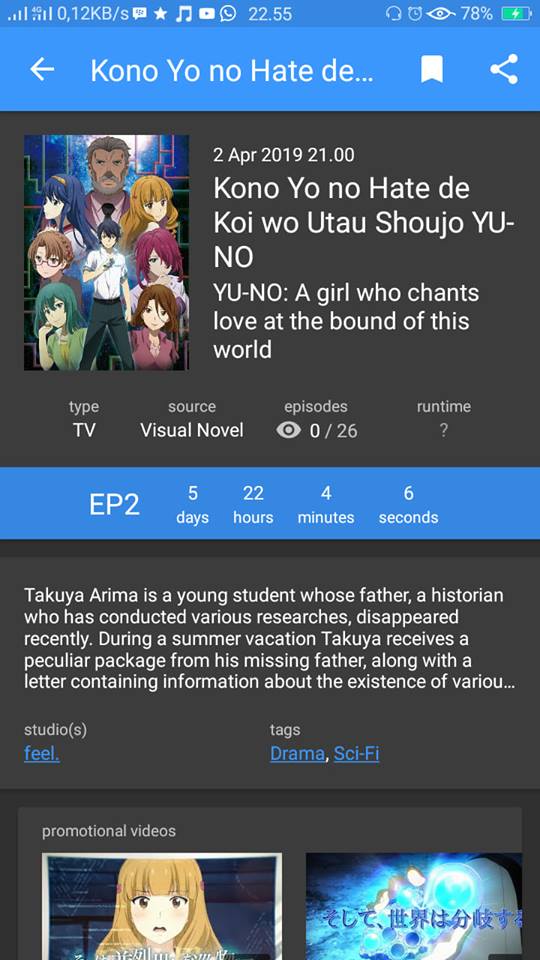 4G 0,12KB/s 22.55 78%
Kono Yo no Hate de...
2 Apr 2019 21.00
Kono Yo no Hate de
Koi wo Utau Shoujo YU-
NO
YU-NO: A girl who chants
love at the bound of this
world
type source episodes runtime
TV Visual Novel 0 / 26 ?
EP2 5 22 4 6
days hours minutes seconds
Takuya Arima is a young student whose father, a historian
who has conducted various researches, disappeared
recently. During a summer vacation Takuya receives a
peculiar package from his missing father, along with a
letter containing information about the existence of variou...
studio(s) tags
feel. Drama, Sci-Fi
promotional videos
そして、世界は分岐する